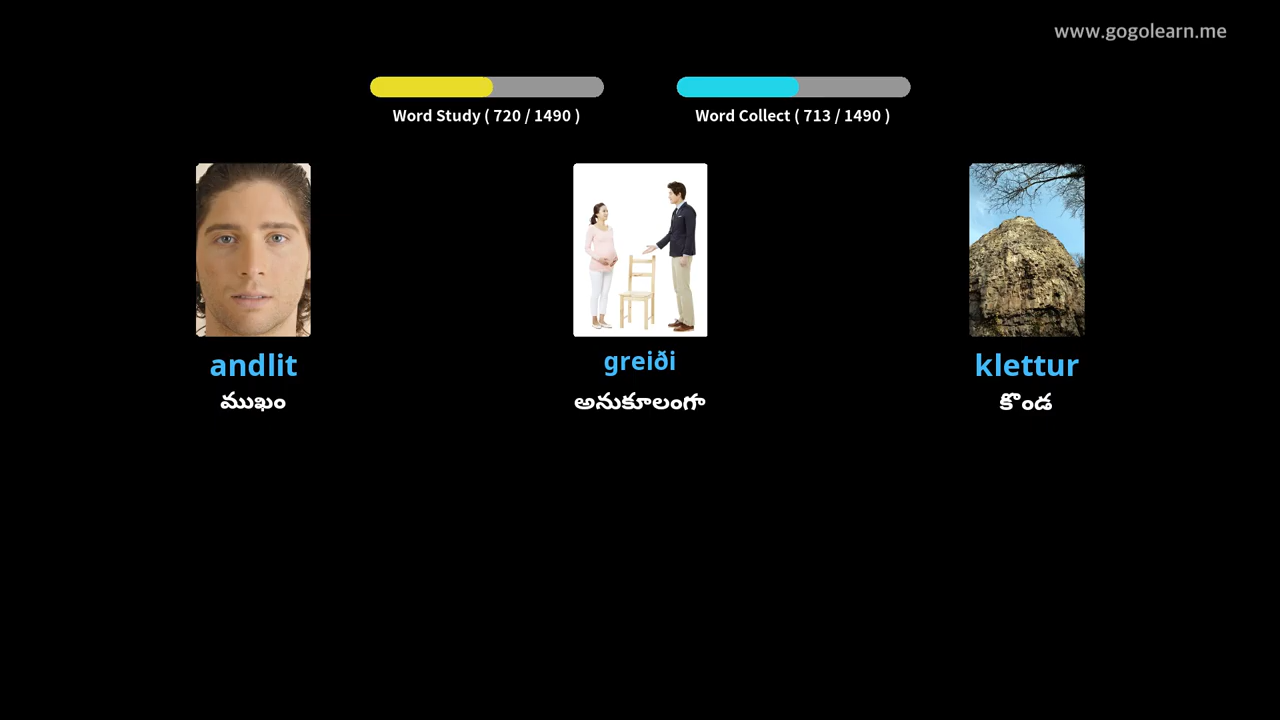 www.gogolearn.me
Word Study ( 720 / 1490 )
Word Collect ( 713 / 1490 )
andlit
ముఖం
greiði
అనుకూలంగా
klettur
కొండ